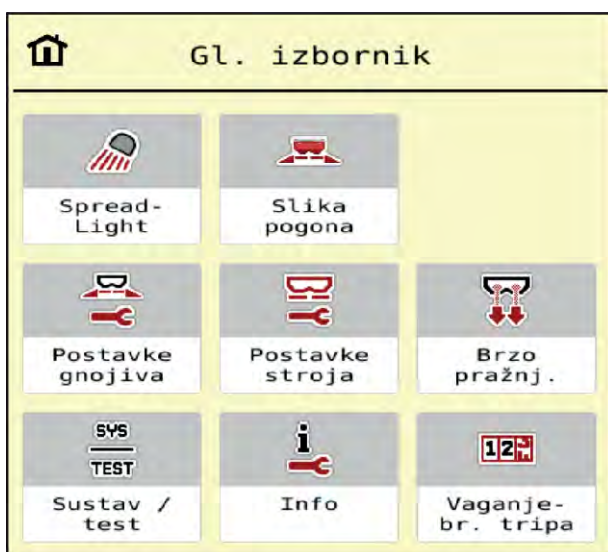 Gl. izbornik
Spread-
Light
Slika
pogona
Postavke
gnojiva
Postavke
stroja
Brzo
pražnj.
SYS
TEST
Sustav /
test
i
Info
12
Vaganje-
br. tripa